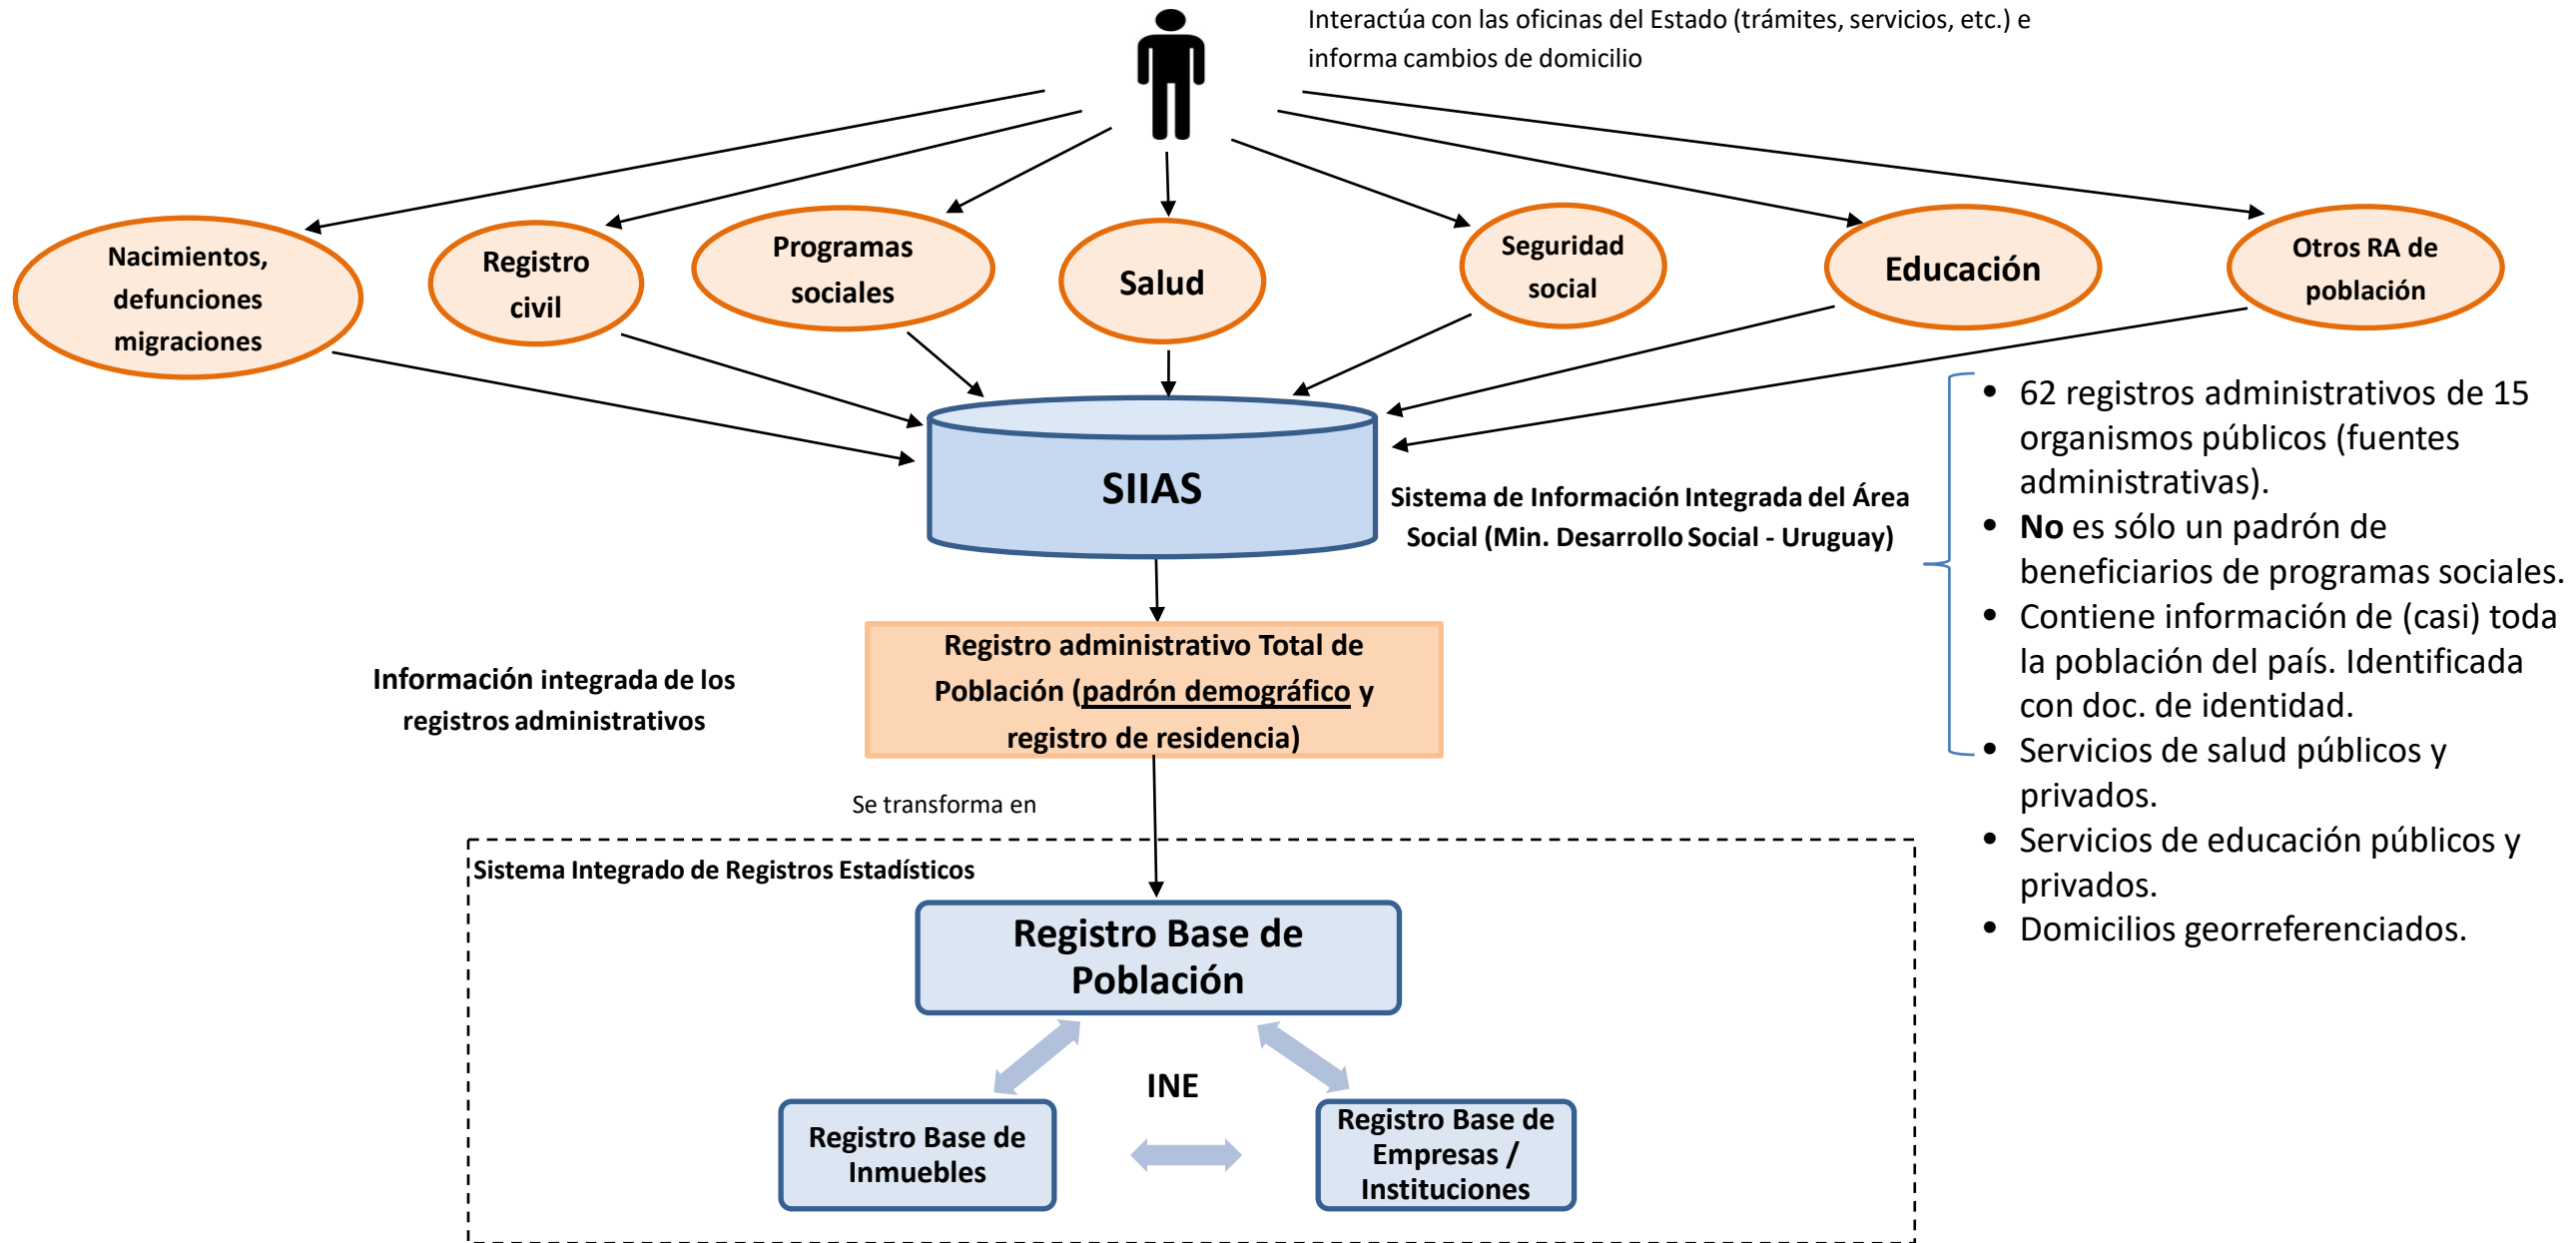 Interactúa con las oficinas del Estado (trámites, servicios, etc.) e
informa cambios de domicilio
Nacimientos,
defunciones
migraciones
Registro
civil
Programas
sociales
Salud
Seguridad
social
Educación
Otros RA de
población
SIIAS
Sistema de Información Integrada del Área
Social (Min. Desarrollo Social - Uruguay)
• 62 registros administrativos de 15
organismos públicos (fuentes
administrativas).
• No es sólo un padrón de
beneficiarios de programas sociales.
• Contiene información de (casi) toda
la población del país. Identificada
con doc. de identidad.
• Servicios de salud públicos y
privados.
• Servicios de educación públicos y
privados.
• Domicilios georreferenciados.
Información integrada de los
registros administrativos
Registro administrativo Total de
Población (padrón demográfico y
registro de residencia)
Se transforma en
Sistema Integrado de Registros Estadísticos
Registro Base de
Población
INE
Registro Base de
Inmuebles
Registro Base de
Empresas /
Instituciones